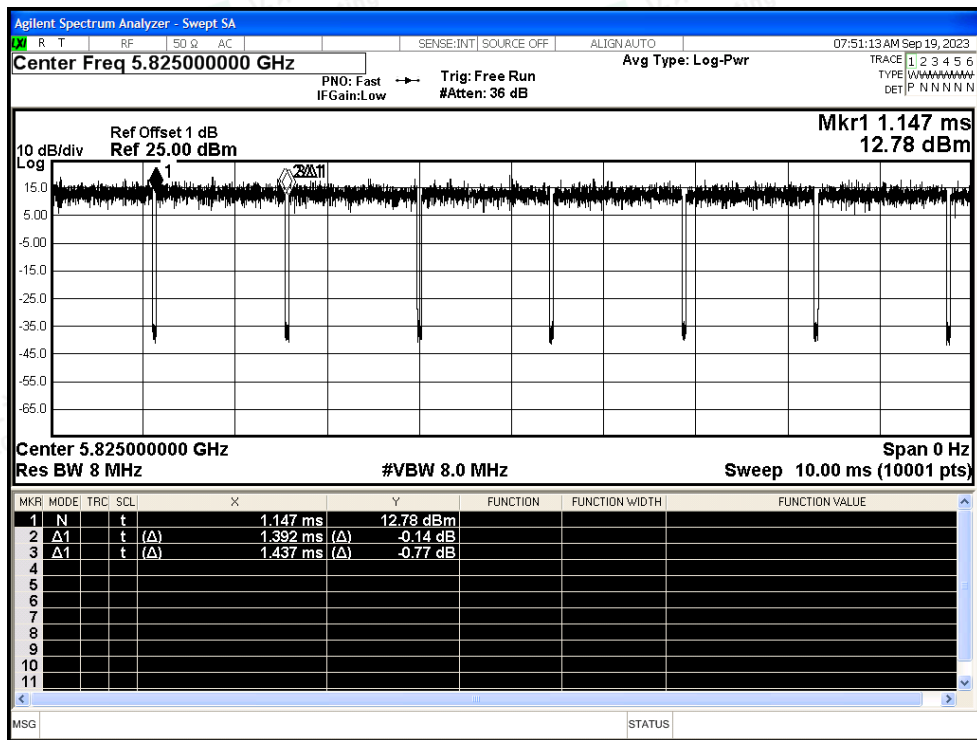 Agilent Spectrum Analyzer - Swept SA
LXI R T RF 50 Ω AC SENSE:INT SOURCE OFF ALIGN AUTO 07:51:13 AM Sep 19, 2023
Center Freq 5.825000000 GHz
PNO: Fast
IFGain:Low
Trig: Free Run
#Atten: 36 dB
Avg Type: Log-Pwr
TRACE 1 2 3 4 5 6
TYPE
DET P N N N N N
Mkr1 1.147 ms
12.78 dBm
Ref Offset 1 dB
10 dB/div Ref 25.00 dBm
Log
1
15.0
5.00
-5.00
-15.0
-25.0
-35.0
-45.0
-55.0
-65.0
Center 5.825000000 GHz Span 0 Hz
Res BW 8 MHz #VBW 8.0 MHz Sweep 10.00 ms (10001 pts)
MKR MODE TRC SCL X Y FUNCTION FUNCTION WIDTH FUNCTION VALUE
1 N t 1.147 ms 12.78 dBm
2 Δ1 t (Δ) 1.392 ms (Δ) -0.14 dB
3 Δ1 t (Δ) 1.437 ms (Δ) -0.77 dB
4
5
6
7
8
9
10
11
MSG STATUS